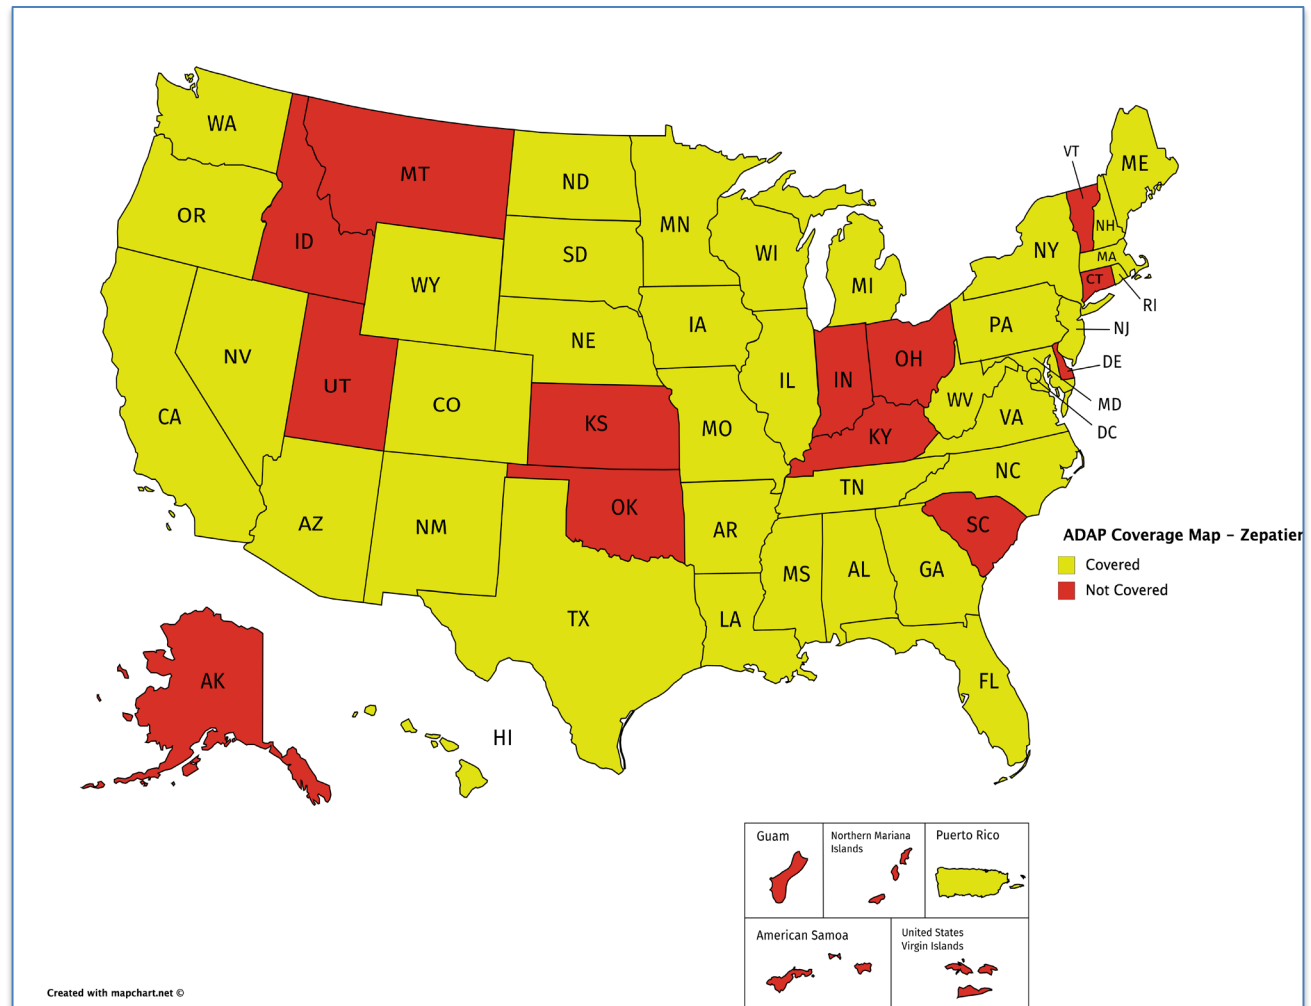 WA
MT
ND
MN
VT
ME
OR
ID
SD
WI
NY
NH
MA
WY
MI
CT
RI
NE
IA
PA
NJ
NV
UT
CO
IL
IN
OH
DE
CA
KS
MO
WV
VA
MD
KY
DC
AZ
NM
OK
TN
NC
AR
SC
MS
AL
GA
TX
LA
FL
AK
HI
ADAP Coverage Map – Zepatier
Covered
Not Covered
Guam
Northern Mariana
Islands
Puerto Rico
American Samoa
United States
Virgin Islands
Created with mapchart.net ©